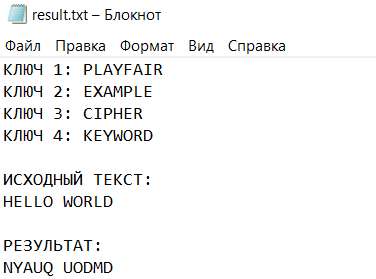 result.txt – Блокнот
Файл Правка Формат Вид Справка
КЛЮЧ 1: PLAYFAIR
КЛЮЧ 2: EXAMPLE
КЛЮЧ 3: CIPHER
КЛЮЧ 4: KEYWORD
ИСХОДНЫЙ ТЕКСТ:
HELLO WORLD
РЕЗУЛЬТАТ:
NYAUQ UODMD